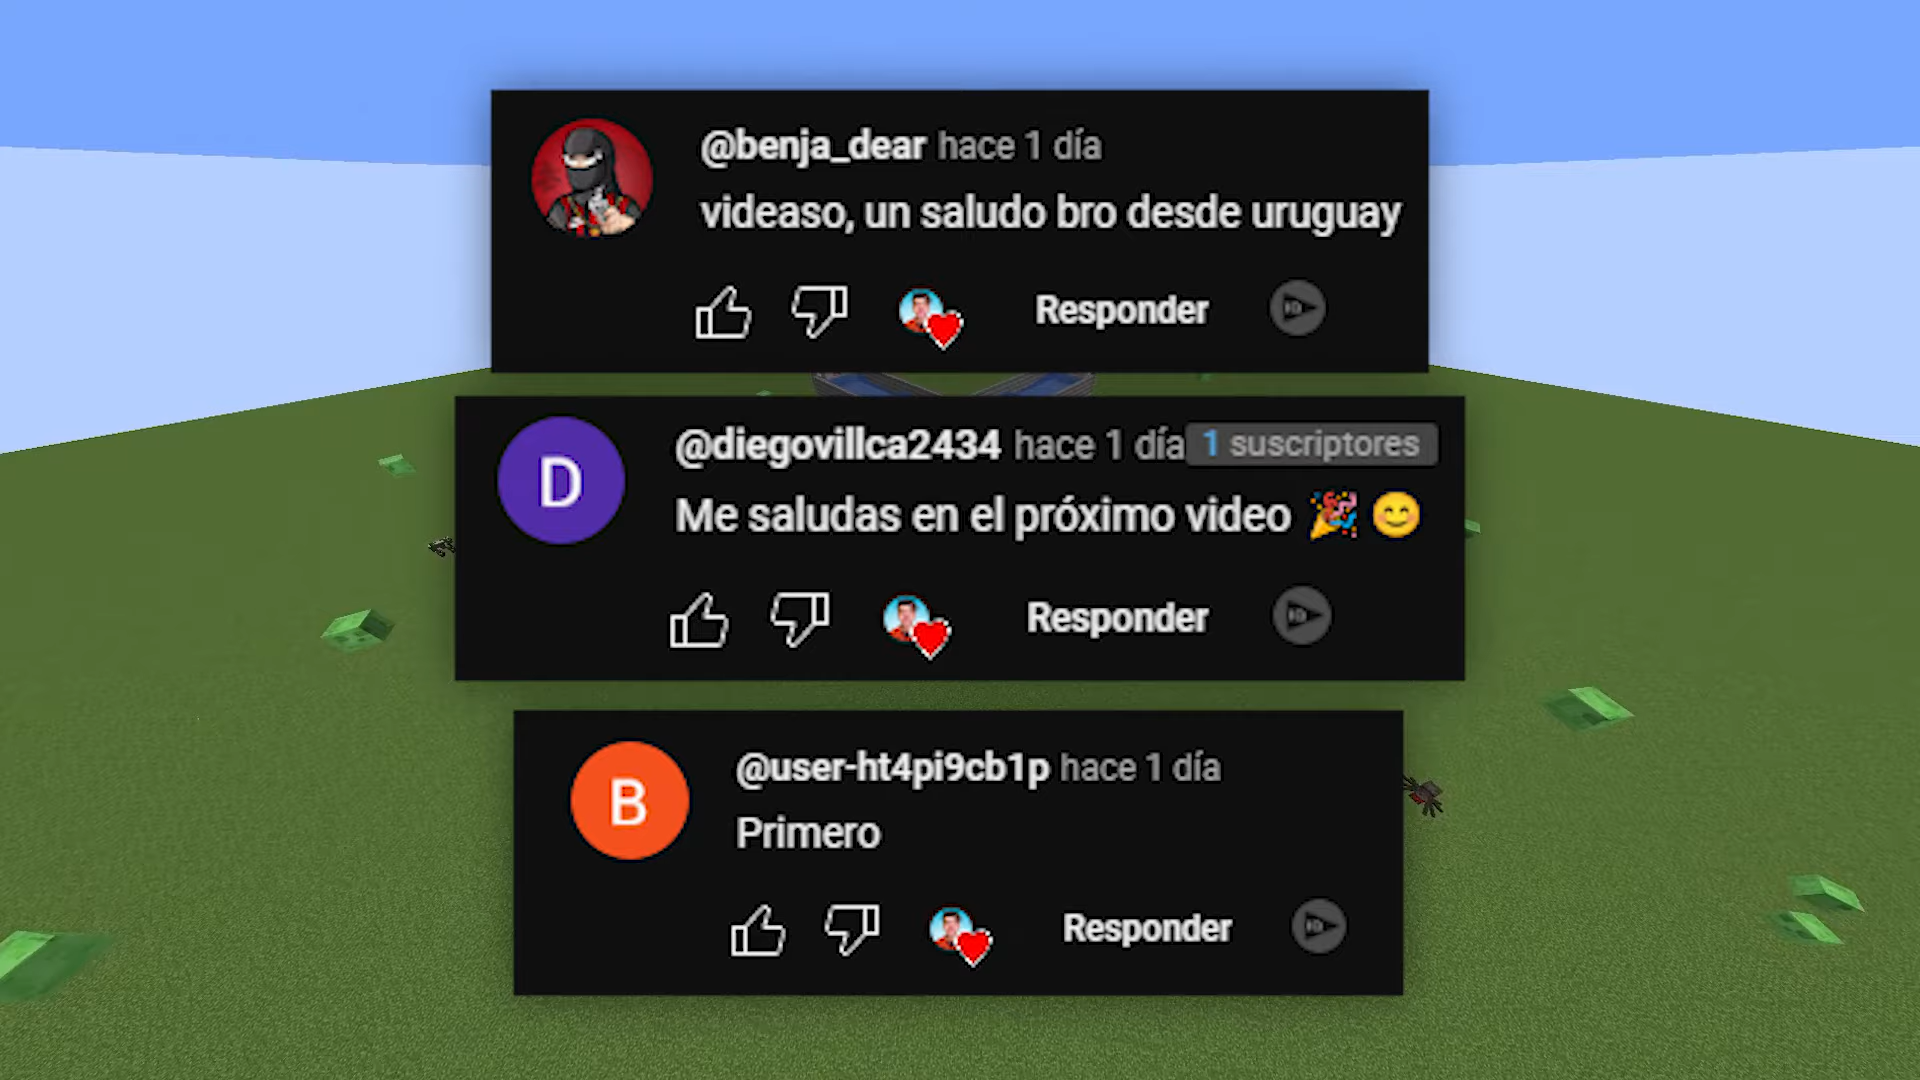 @benja_dear hace 1 día
videaso, un saludo bro desde uruguay
Responder
D
@diegovillca2434 hace 1 día 1 suscriptores
Me saludas en el próximo video 🎉 😊
Responder
B
@user-ht4pi9cb1p hace 1 día
Primero
Responder